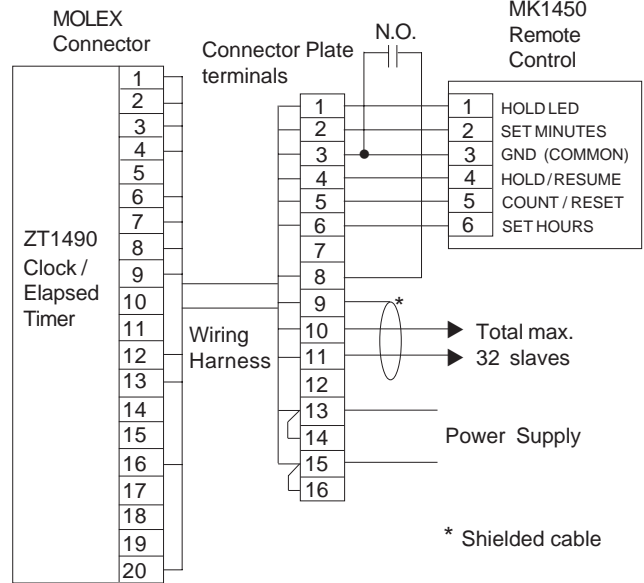 MOLEX
Connector
ZT1490
Clock /
Elapsed
Timer
1
2
3
4
5
6
7
8
9
10
11
12
13
14
15
16
17
18
19
20
Wiring
Harness
Connector Plate
terminals
1
2
3
4
5
6
7
8
9
10
11
12
13
14
15
16
N.O.
MK1450
Remote
Control
1 HOLD LED
2 SET MINUTES
3 GND (COMMON)
4 HOLD / RESUME
5 COUNT / RESET
6 SET HOURS
*
Total max.
32 slaves
Power Supply
* Shielded cable